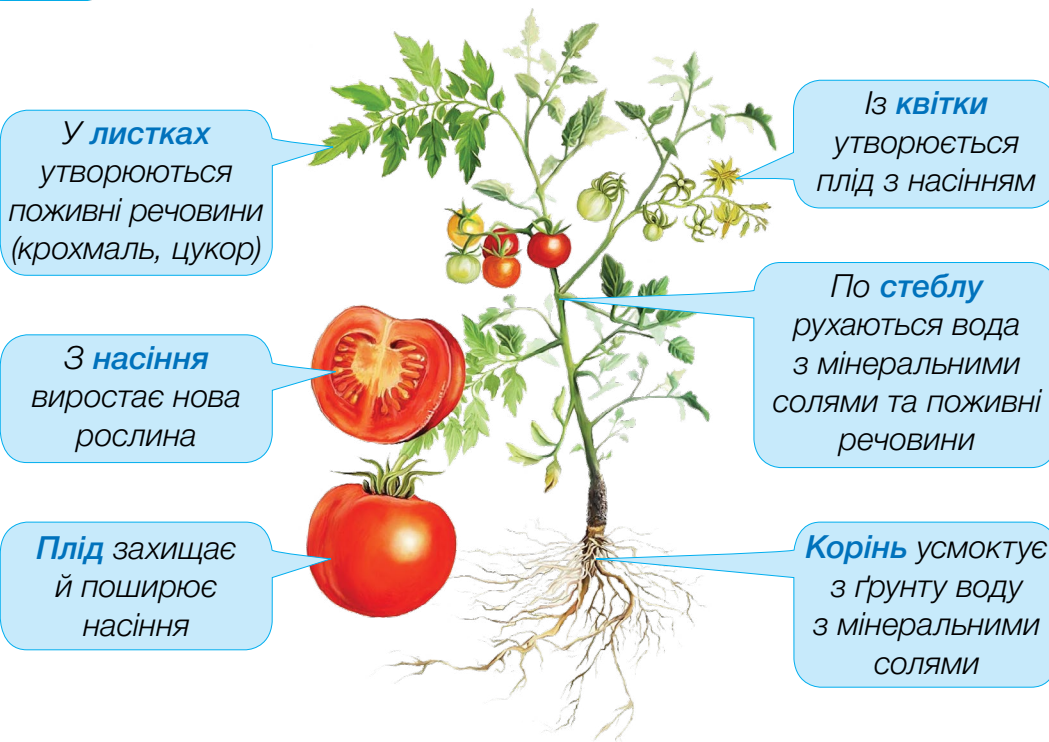 У листках
утворюються
поживні речовини
(крохмаль, цукор)
З насіння
виростає нова
рослина
Плід захищає
й поширює
насіння
Із квітки
утворюється
плід з насінням
По стеблу
рухаються вода
з мінеральними
солями та поживні
речовини
Корінь усмоктує
з ґрунту воду
з мінеральними
солями